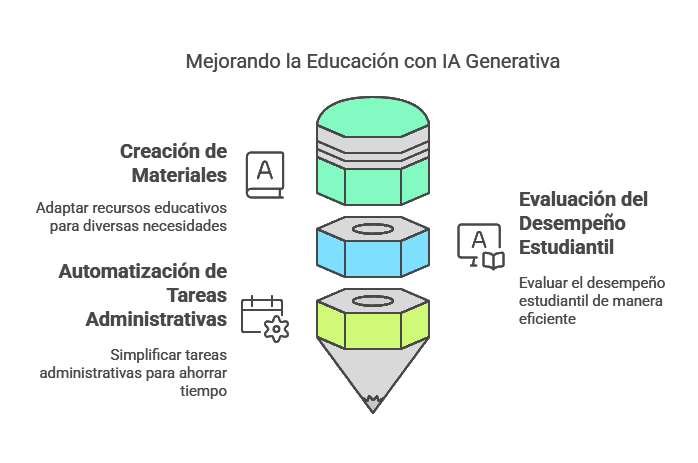 Mejorando la Educación con IA Generativa
Creación de
Materiales
A
Adaptar recursos educativos
para diversas necesidades
Evaluación del
Desempeño
Estudiantil
A
Evaluar el desempeño
estudiantil de manera
eficiente
Automatización de
Tareas
Administrativas
Simplificar tareas
administrativas para ahorrar
tiempo